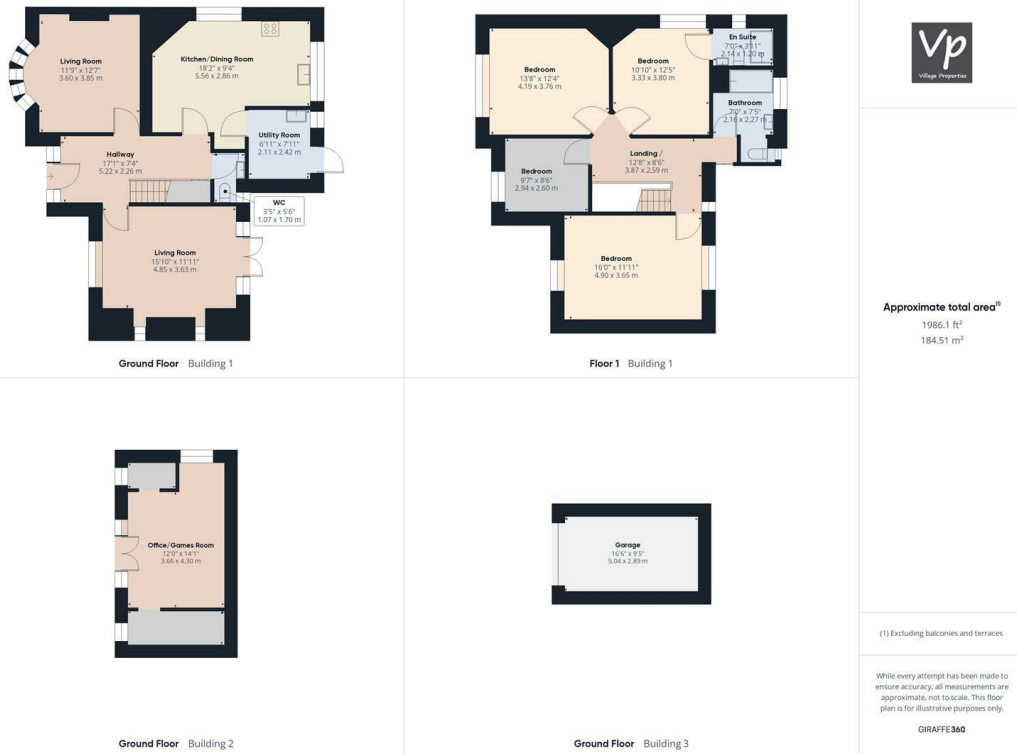 Living Room
11'9" x 12'7"
3.60 x 3.85 m
Kitchen/Dining Room
18'2" x 9'4"
5.56 x 2.86 m
Utility Room
6'11" x 7'11"
2.11 x 2.42 m
Hallway
17'1" x 7'4"
5.22 x 2.26 m
WC
3'5" x 5'6"
1.07 x 1.70 m
Living Room
15'10" x 11'11"
4.85 x 3.63 m
Ground Floor Building 1
Bedroom
13'8" x 12'4"
4.19 x 3.76 m
Bedroom
10'10" x 12'5"
3.33 x 3.80 m
En Suite
7'0" x 3'11"
2.14 x 1.20 m
Bathroom
7'0" x 7'5"
2.16 x 2.27 m
Bedroom
9'7" x 8'6"
2.94 x 2.60 m
Landing /
12'8" x 8'6"
3.87 x 2.59 m
Bedroom
16'0" x 11'11"
4.90 x 3.65 m
Floor 1 Building 1
Office/Games Room
12'0" x 14'1"
3.66 x 4.30 m
Ground Floor Building 2
Garage
16'6" x 9'5"
5.04 x 2.89 m
Ground Floor Building 3
Vp
Village Properties
Approximate total area(1)
1986.1 ft²
184.51 m²
(1) Excluding balconies and terraces
While every attempt has been made to
ensure accuracy, all measurements are
approximate, not to scale. This floor
plan is for illustrative purposes only.
GIRAFFE360